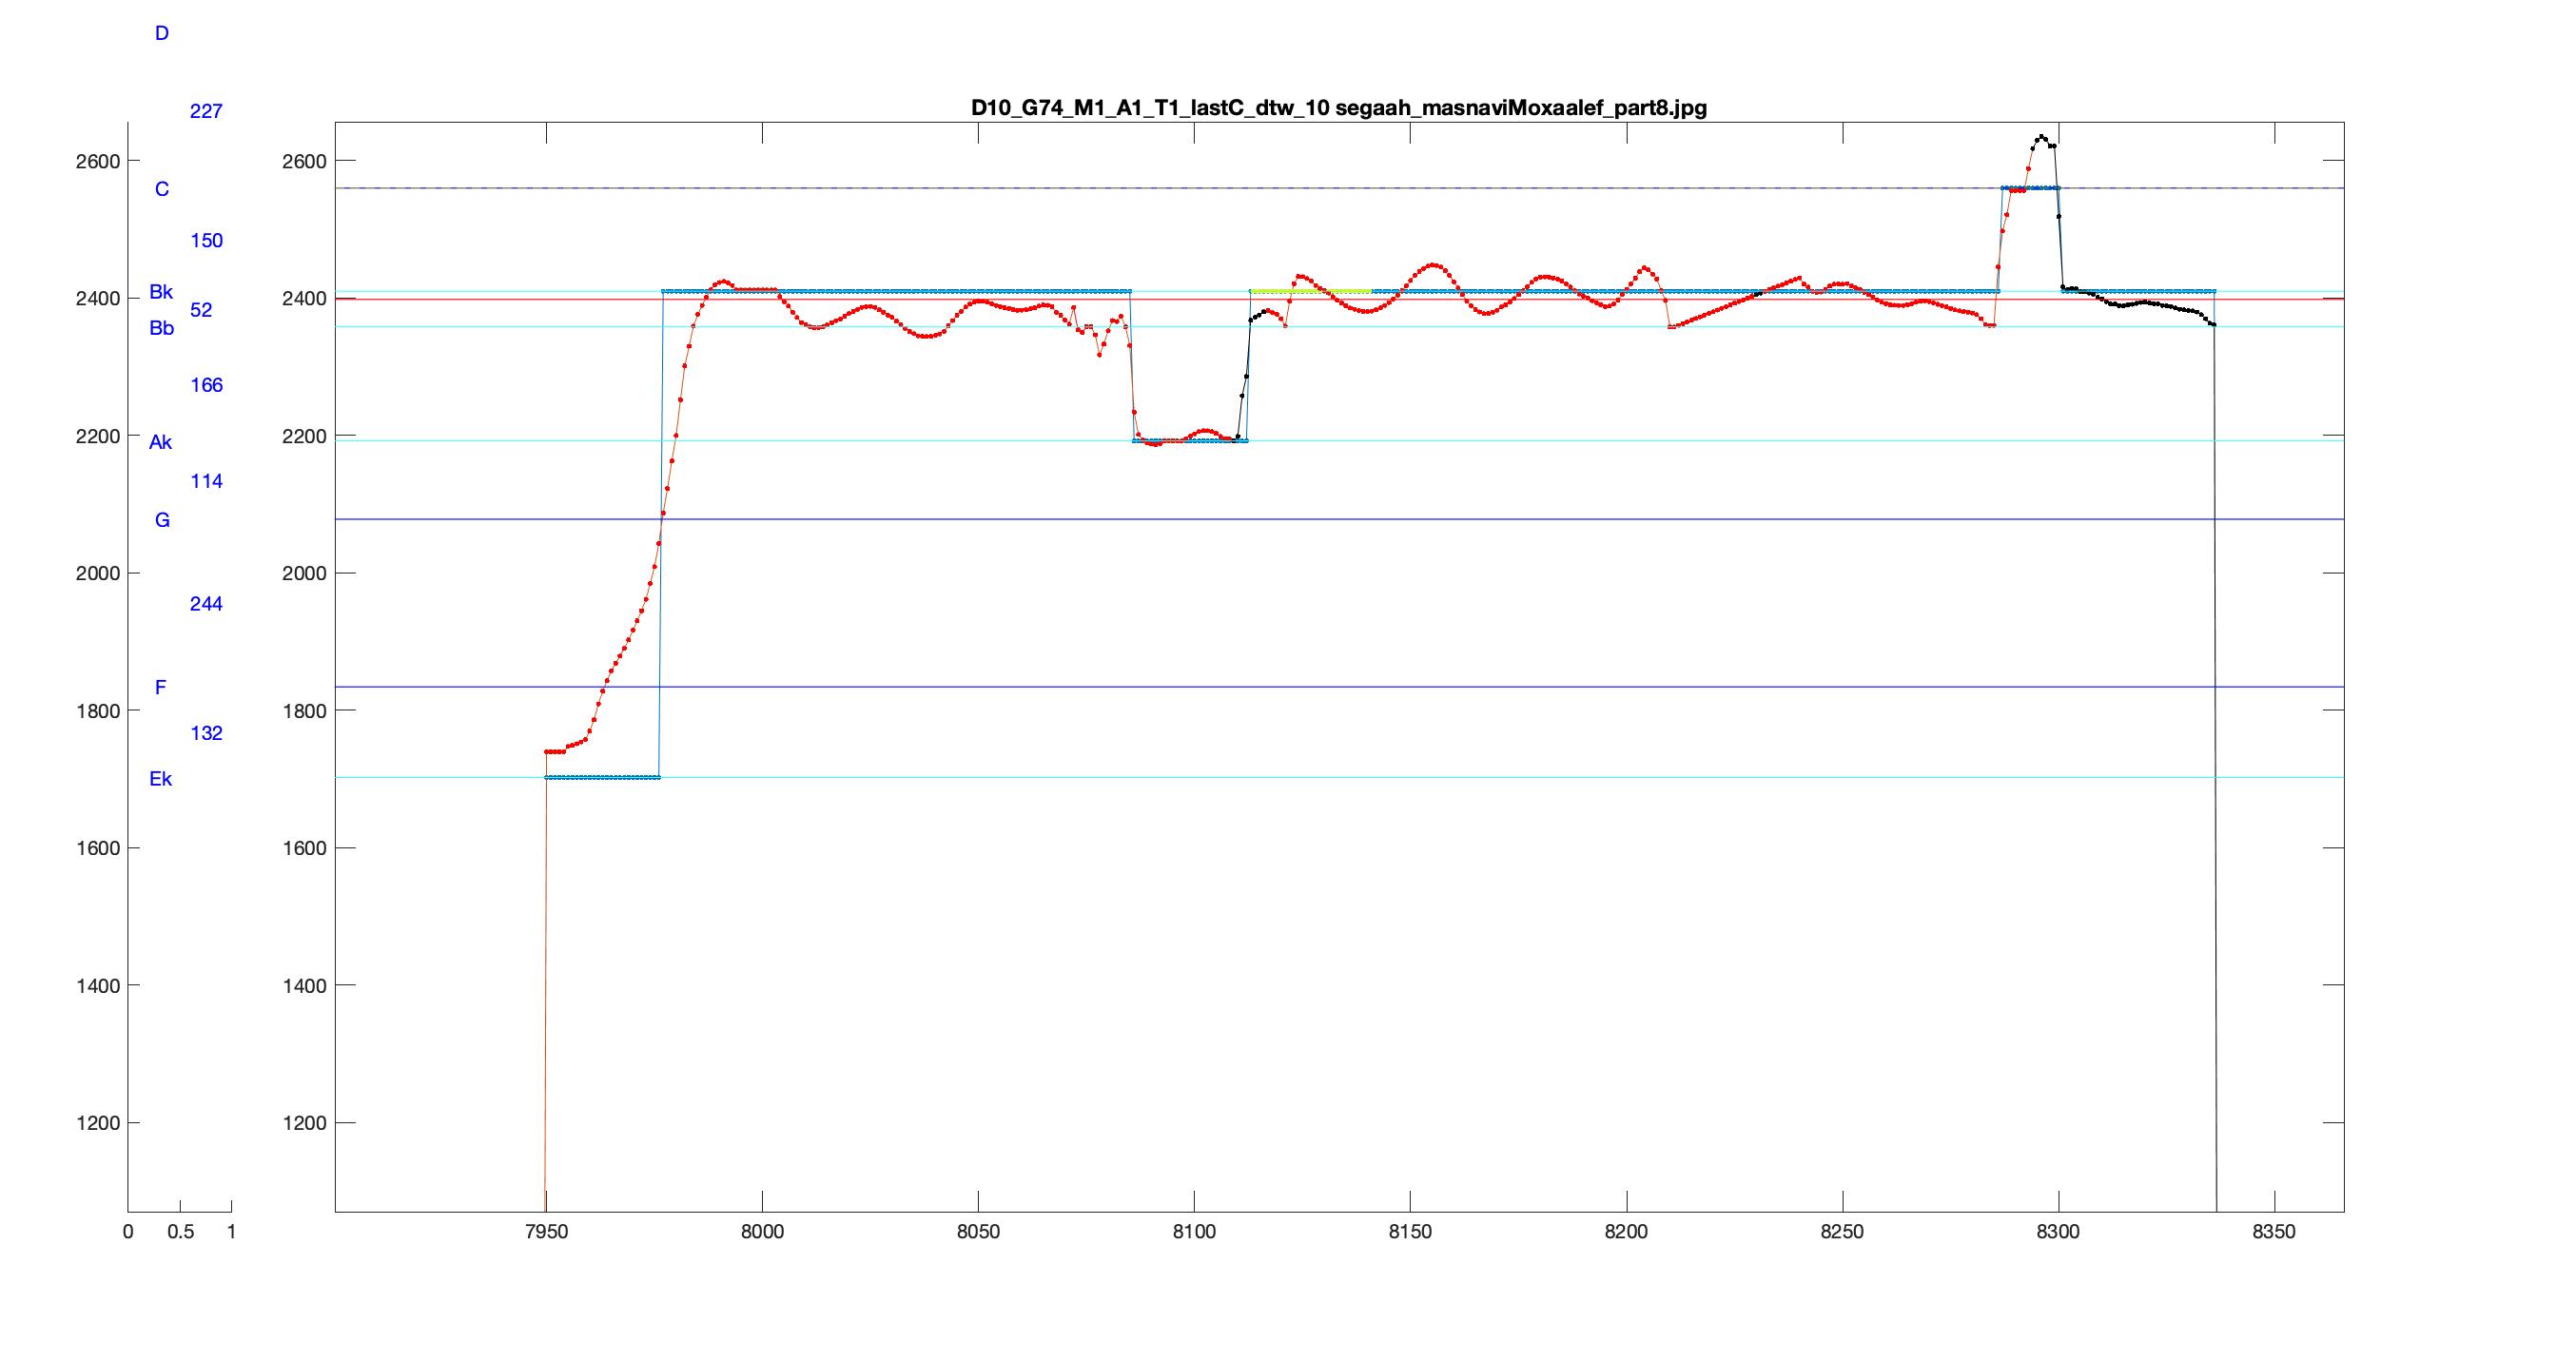 D
227
D10_G74_M1_A1_T1_lastC_dtw_10 segaah_masnaviMoxaalef_part8.jpg
2600 2600
C
150
Bk
2400 2400
52
Bb
166
2200 Ak 2200
114
G
2000 2000
244
F
1800 1800
132
Ek
1600 1600
1400 1400
1200 1200
0 0.5 1 7950 8000 8050 8100 8150 8200 8250 8300 8350